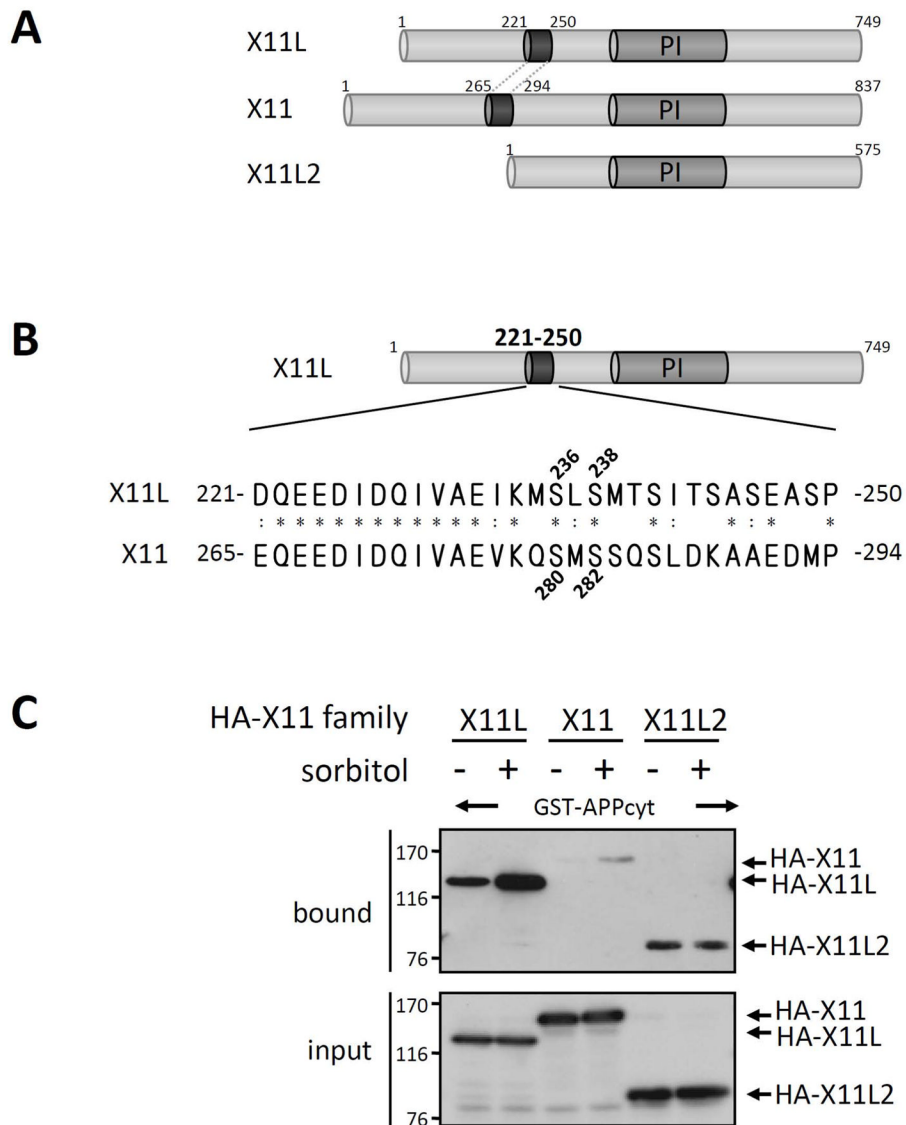 A
1 221 250 749
X11L PI
1 265 294 837
X11 PI
1 575
X11L2 PI
B
221-250
1 749
X11L PI
236 238
X11L 221- DQEEDIDQIVAEIKMSLSMTSITSASEASP -250
: * * * * * * * * * * * : * * : * * : * * *
X11 265- EQEEDIDQIVAEVKQSMSSQSLDKAAEDMP -294
280 282
C
HA-X11 family X11L X11 X11L2
sorbitol - + - + - +
GST-APPcyt
170
HA-X11
HA-X11L
116
bound
HA-X11L2
76
170
HA-X11
HA-X11L
input
116
HA-X11L2
76